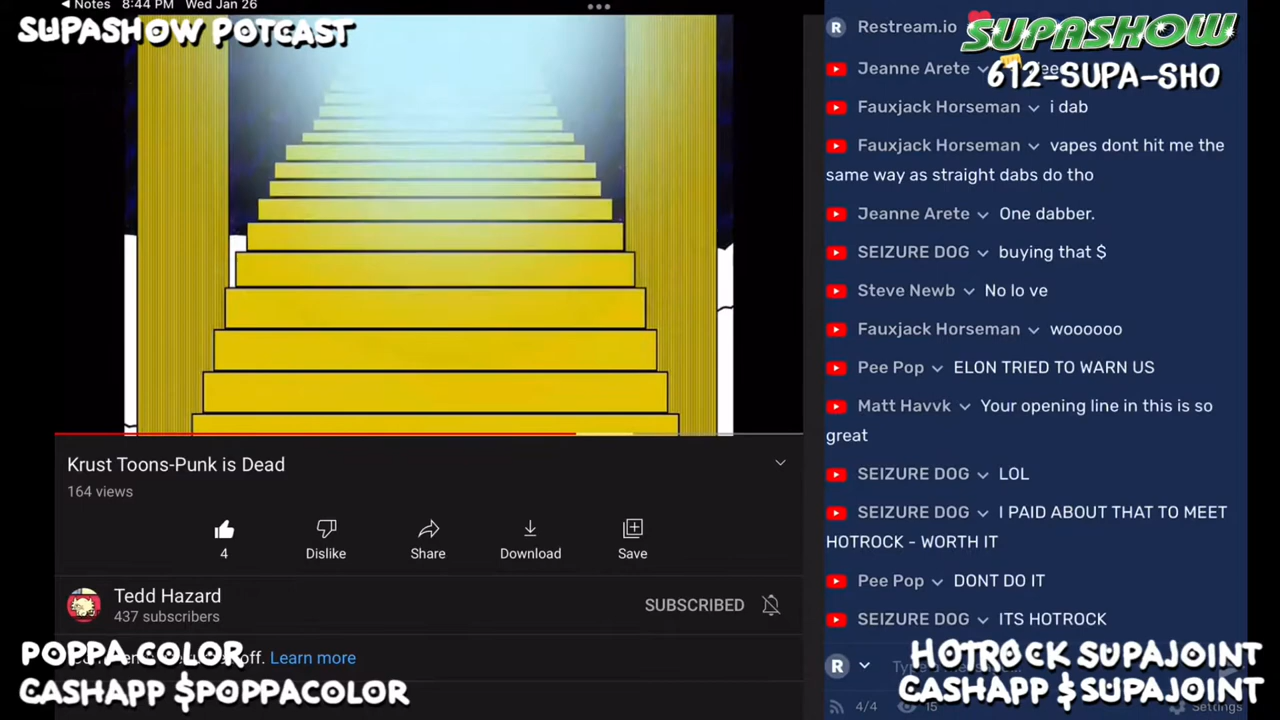 Notes 8:44 PM Wed Jan 26
SUPASHOW POTCAST
Krust Toons-Punk is Dead
164 views
4 Dislike Share Download Save
Tedd Hazard
437 subscribers
SUBSCRIBED
off. Learn more
POPPA COLOR
CASHAPP $POPPACOLOR
SUPASHOW
612-SUPA-SHO
R Restream.io
Jeanne Arete
Fauxjack Horseman i dab
Fauxjack Horseman vapes dont hit me the
same way as straight dabs do tho
Jeanne Arete One dabber.
SEIZURE DOG buying that $
Steve Newb No lo ve
Fauxjack Horseman woooooo
Pee Pop ELON TRIED TO WARN US
Matt Havvk Your opening line in this is so
great
SEIZURE DOG LOL
SEIZURE DOG I PAID ABOUT THAT TO MEET
HOTROCK - WORTH IT
Pee Pop DONT DO IT
SEIZURE DOG ITS HOTROCK
R
HOTROCK SUPAJOINT
CASHAPP $SUPAJOINT
4/4 15 Settings